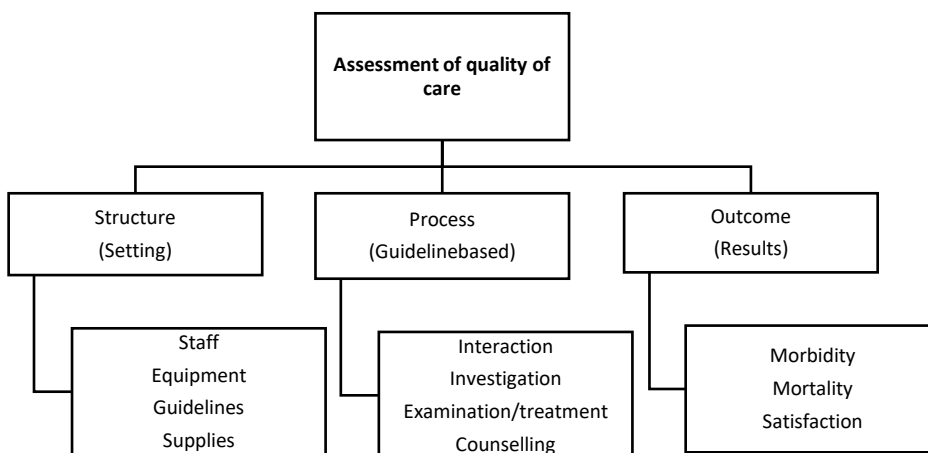 Assessment of quality of
care
Structure
(Setting)
Process
(Guidelinebased)
Outcome
(Results)
Staff
Equipment
Guidelines
Supplies
Interaction
Investigation
Examination/treatment
Counselling
Morbidity
Mortality
Satisfaction